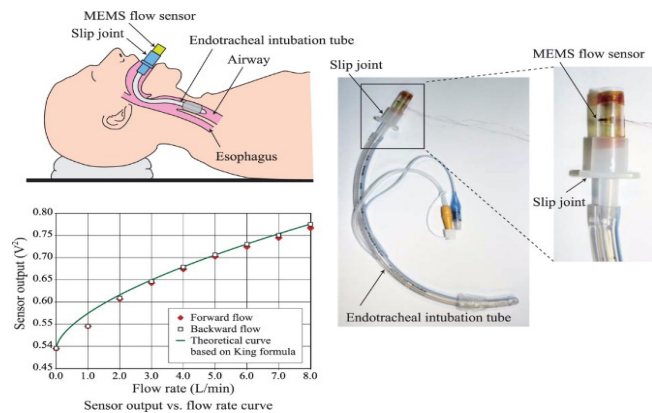 MEMS flow sensor
Slip joint
Endotracheal intubation tube
Airway
Esophagus
Slip joint
MEMS flow sensor
Slip joint
Endotracheal intubation tube
Sensor output (V²)
0.80
0.75
0.70
0.65
0.60
0.54
0.45
0.0 1.0 2.0 3.0 4.0 5.0 6.0 7.0 8.0
Forward flow
Backward flow
Theoretical curve
based on King formula
Flow rate (L/min)
Sensor output vs. flow rate curve